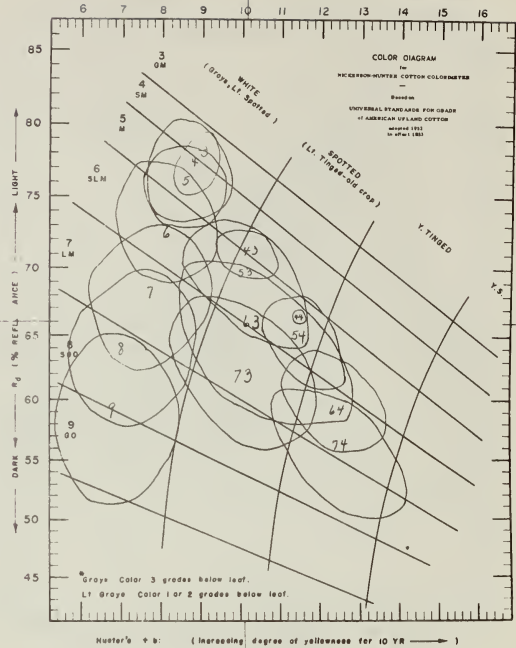 6 7 8 9 10 11 12 13 14 15 16
85
80
75
70
65
60
55
50
45
COLOR DIAGRAM
for
NICKERSON-HUNTER COTTON COLORIMETER
Based on
UNIVERSAL STANDARDS FOR GRADE
of AMERICAN UPLAND COTTON
adopted 1952
in effect 1953
WHITE
(Grays, Lt. Spotted)
SPOTTED
(Lt. Tinged-old crop)
Y. TINGED
Y.S.
3
GM
4
SM
5
M
6
SLM
7
LM
8
SGO
9
GO
3
4
5
6
7
8
9
43
53
63
73
44
54
64
74
DARK Rd (% REFL ANCE) LIGHT
*Grays Color 3 grades below leaf.
Lt Grays Color 1 or 2 grades below leaf.
Hunter's + b: (Increasing degree of yellowness for 10 YR )